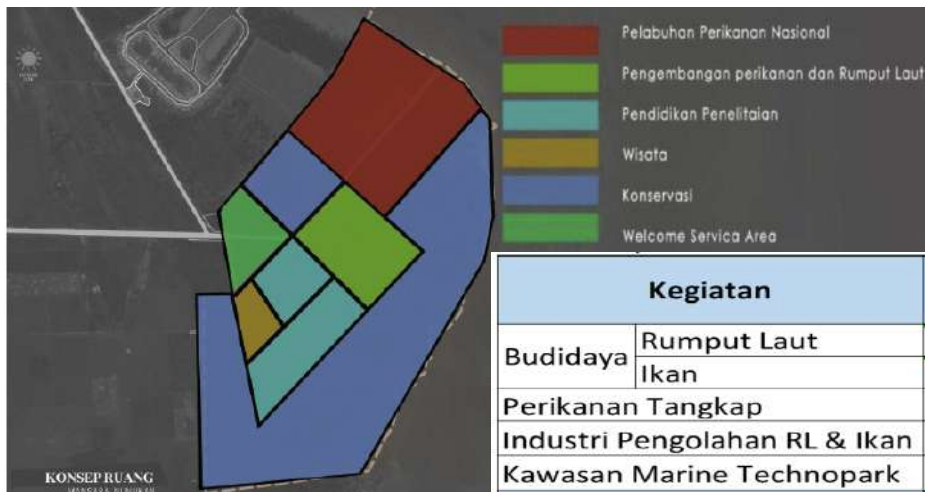 Pelabuhan Perikanan Nasional
Pengembangan perikanan dan Rumput Laut
Pendidikan Penelitaian
Wisata
Konservasi
Welcome Servica Area
Kegiatan
Budidaya
Rumput Laut
Ikan
Perikanan Tangkap
Industri Pengolahan RL & Ikan
Kawasan Marine Technopark
KONSEP RUANG